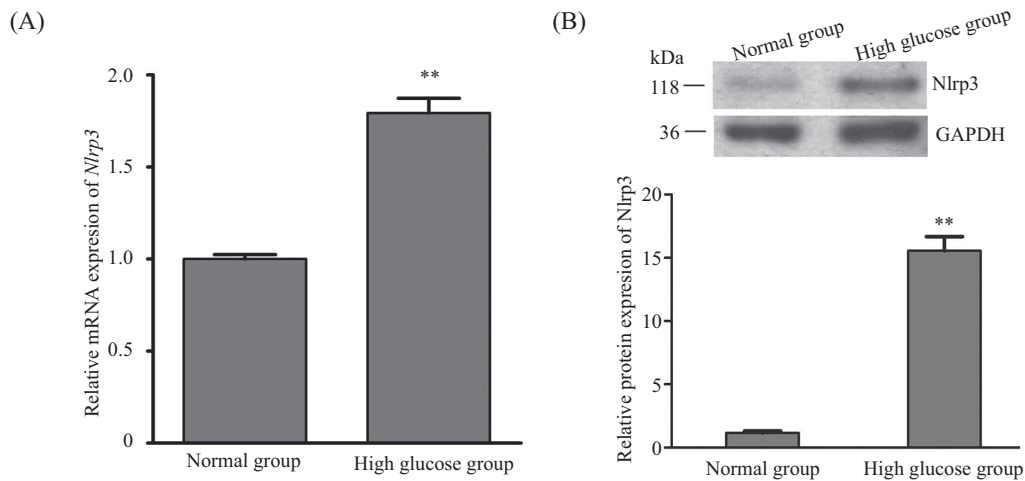 (A)
Relative mRNA expresion of Nlrp3
2.0
**
1.5
1.0
0.5
0
Normal group
High glucose group
(B)
Normal group
High glucose group
kDa
118
Nlrp3
36
GAPDH
Relative protein expresion of Nlrp3
20
**
15
10
5
0
Normal group
High glucose group